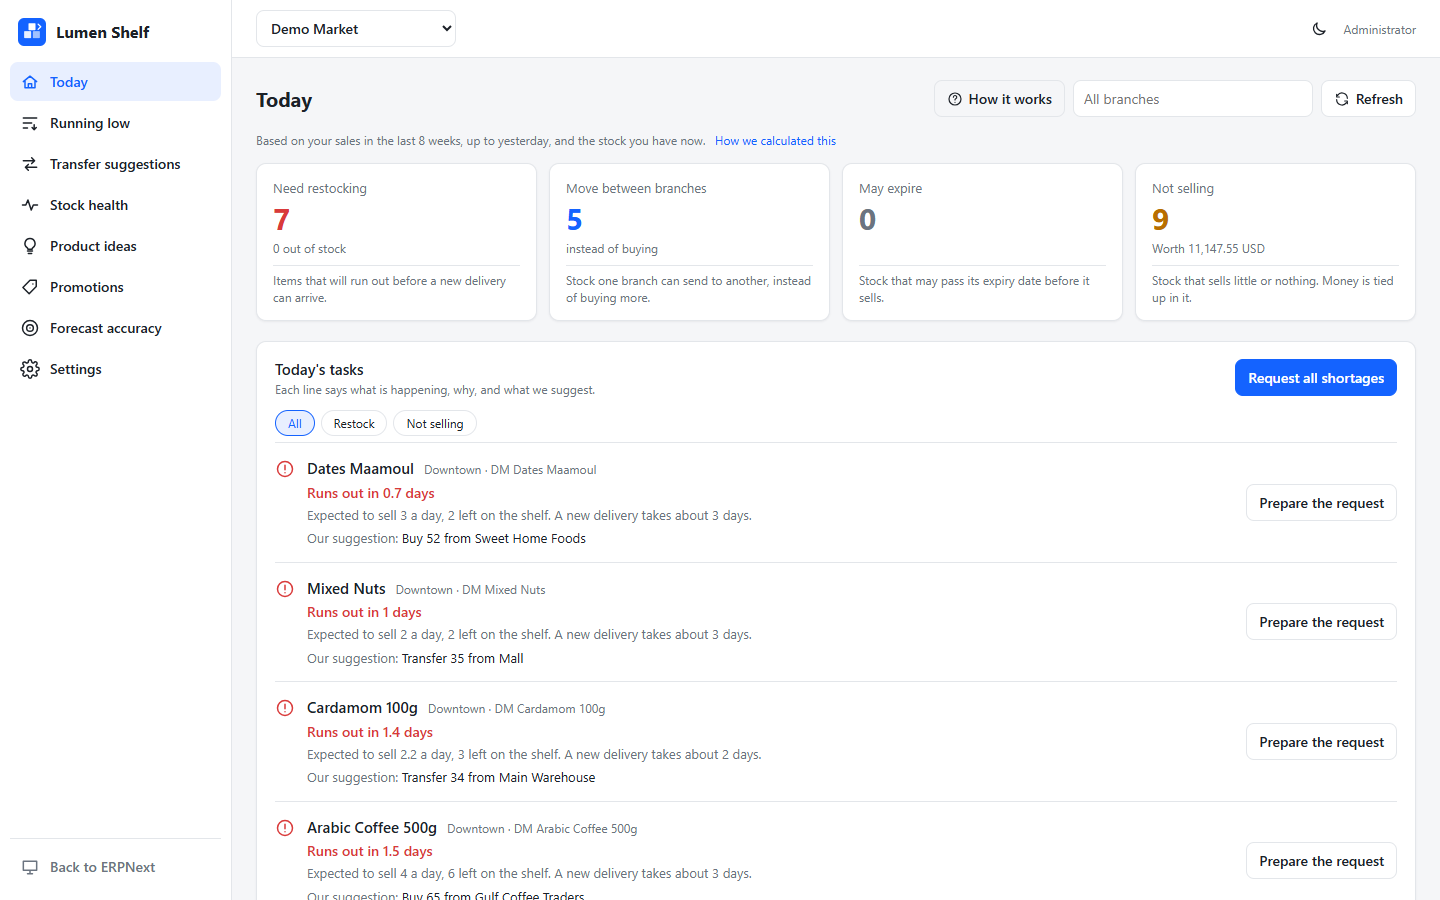 Lumen Shelf
Today
Running low
Transfer suggestions
Stock health
Product ideas
Promotions
Forecast accuracy
Settings
Back to ERPNext
Demo Market
Administrator
Today
How it works
All branches
Refresh
Based on your sales in the last 8 weeks, up to yesterday, and the stock you have now. How we calculated this
Need restocking
7
0 out of stock
Items that will run out before a new delivery
can arrive.
Move between branches
5
instead of buying
Stock one branch can send to another, instead
of buying more.
May expire
0
Stock that may pass its expiry date before it
sells.
Not selling
9
Worth 11,147.55 USD
Stock that sells little or nothing. Money is tied
up in it.
Today's tasks
Each line says what is happening, why, and what we suggest.
Request all shortages
All
Restock
Not selling
Dates Maamoul Downtown · DM Dates Maamoul
Runs out in 0.7 days
Expected to sell 3 a day, 2 left on the shelf. A new delivery takes about 3 days.
Our suggestion: Buy 52 from Sweet Home Foods
Prepare the request
Mixed Nuts Downtown · DM Mixed Nuts
Runs out in 1 days
Expected to sell 2 a day, 2 left on the shelf. A new delivery takes about 3 days.
Our suggestion: Transfer 35 from Mall
Prepare the request
Cardamom 100g Downtown · DM Cardamom 100g
Runs out in 1.4 days
Expected to sell 2.2 a day, 3 left on the shelf. A new delivery takes about 2 days.
Our suggestion: Transfer 34 from Main Warehouse
Prepare the request
Arabic Coffee 500g Downtown · DM Arabic Coffee 500g
Runs out in 1.5 days
Expected to sell 4 a day, 6 left on the shelf. A new delivery takes about 3 days.
Our suggestion: Buy 65 from Gulf Coffee Traders
Prepare the request